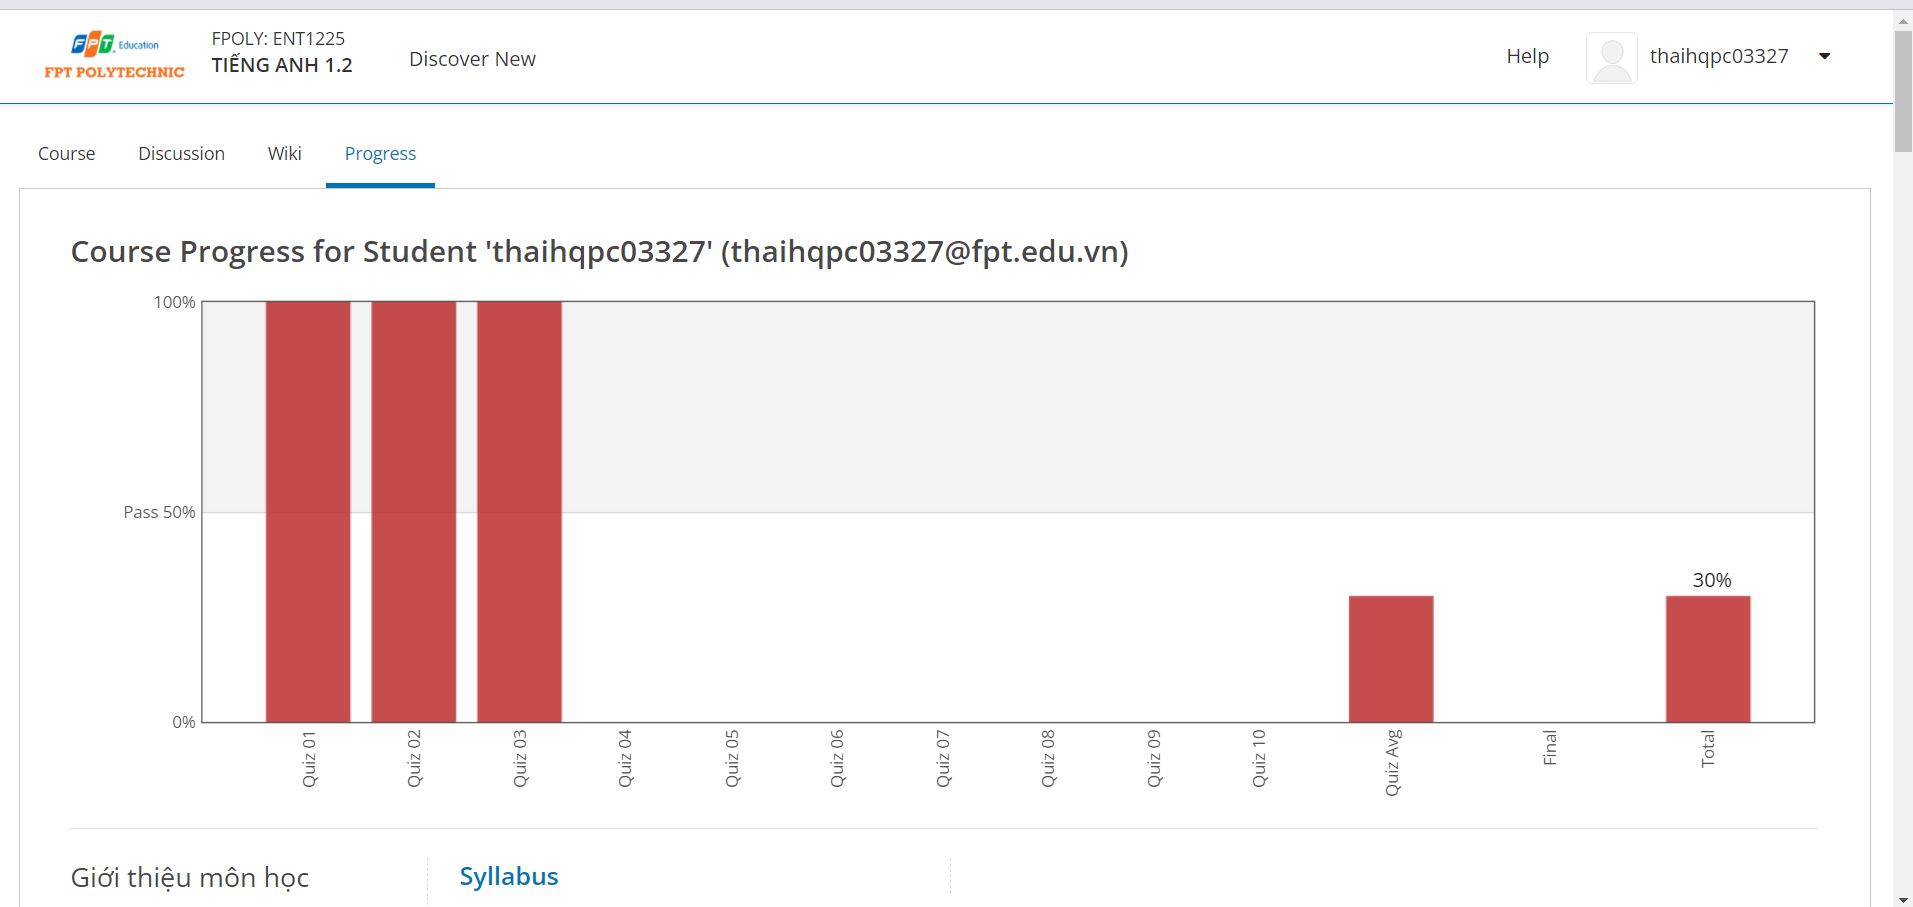 FPT Education
FPT POLYTECHNIC
FPOLY: ENT1225
TIẾNG ANH 1.2
Discover New
Help
thaihqpc03327
Course
Discussion
Wiki
Progress
Course Progress for Student 'thaihqpc03327' (thaihqpc03327@fpt.edu.vn)
100%
Pass 50%
0%
30%
Quiz 01
Quiz 02
Quiz 03
Quiz 04
Quiz 05
Quiz 06
Quiz 07
Quiz 08
Quiz 09
Quiz 10
Quiz Avg
Final
Total
Giới thiệu môn học
Syllabus